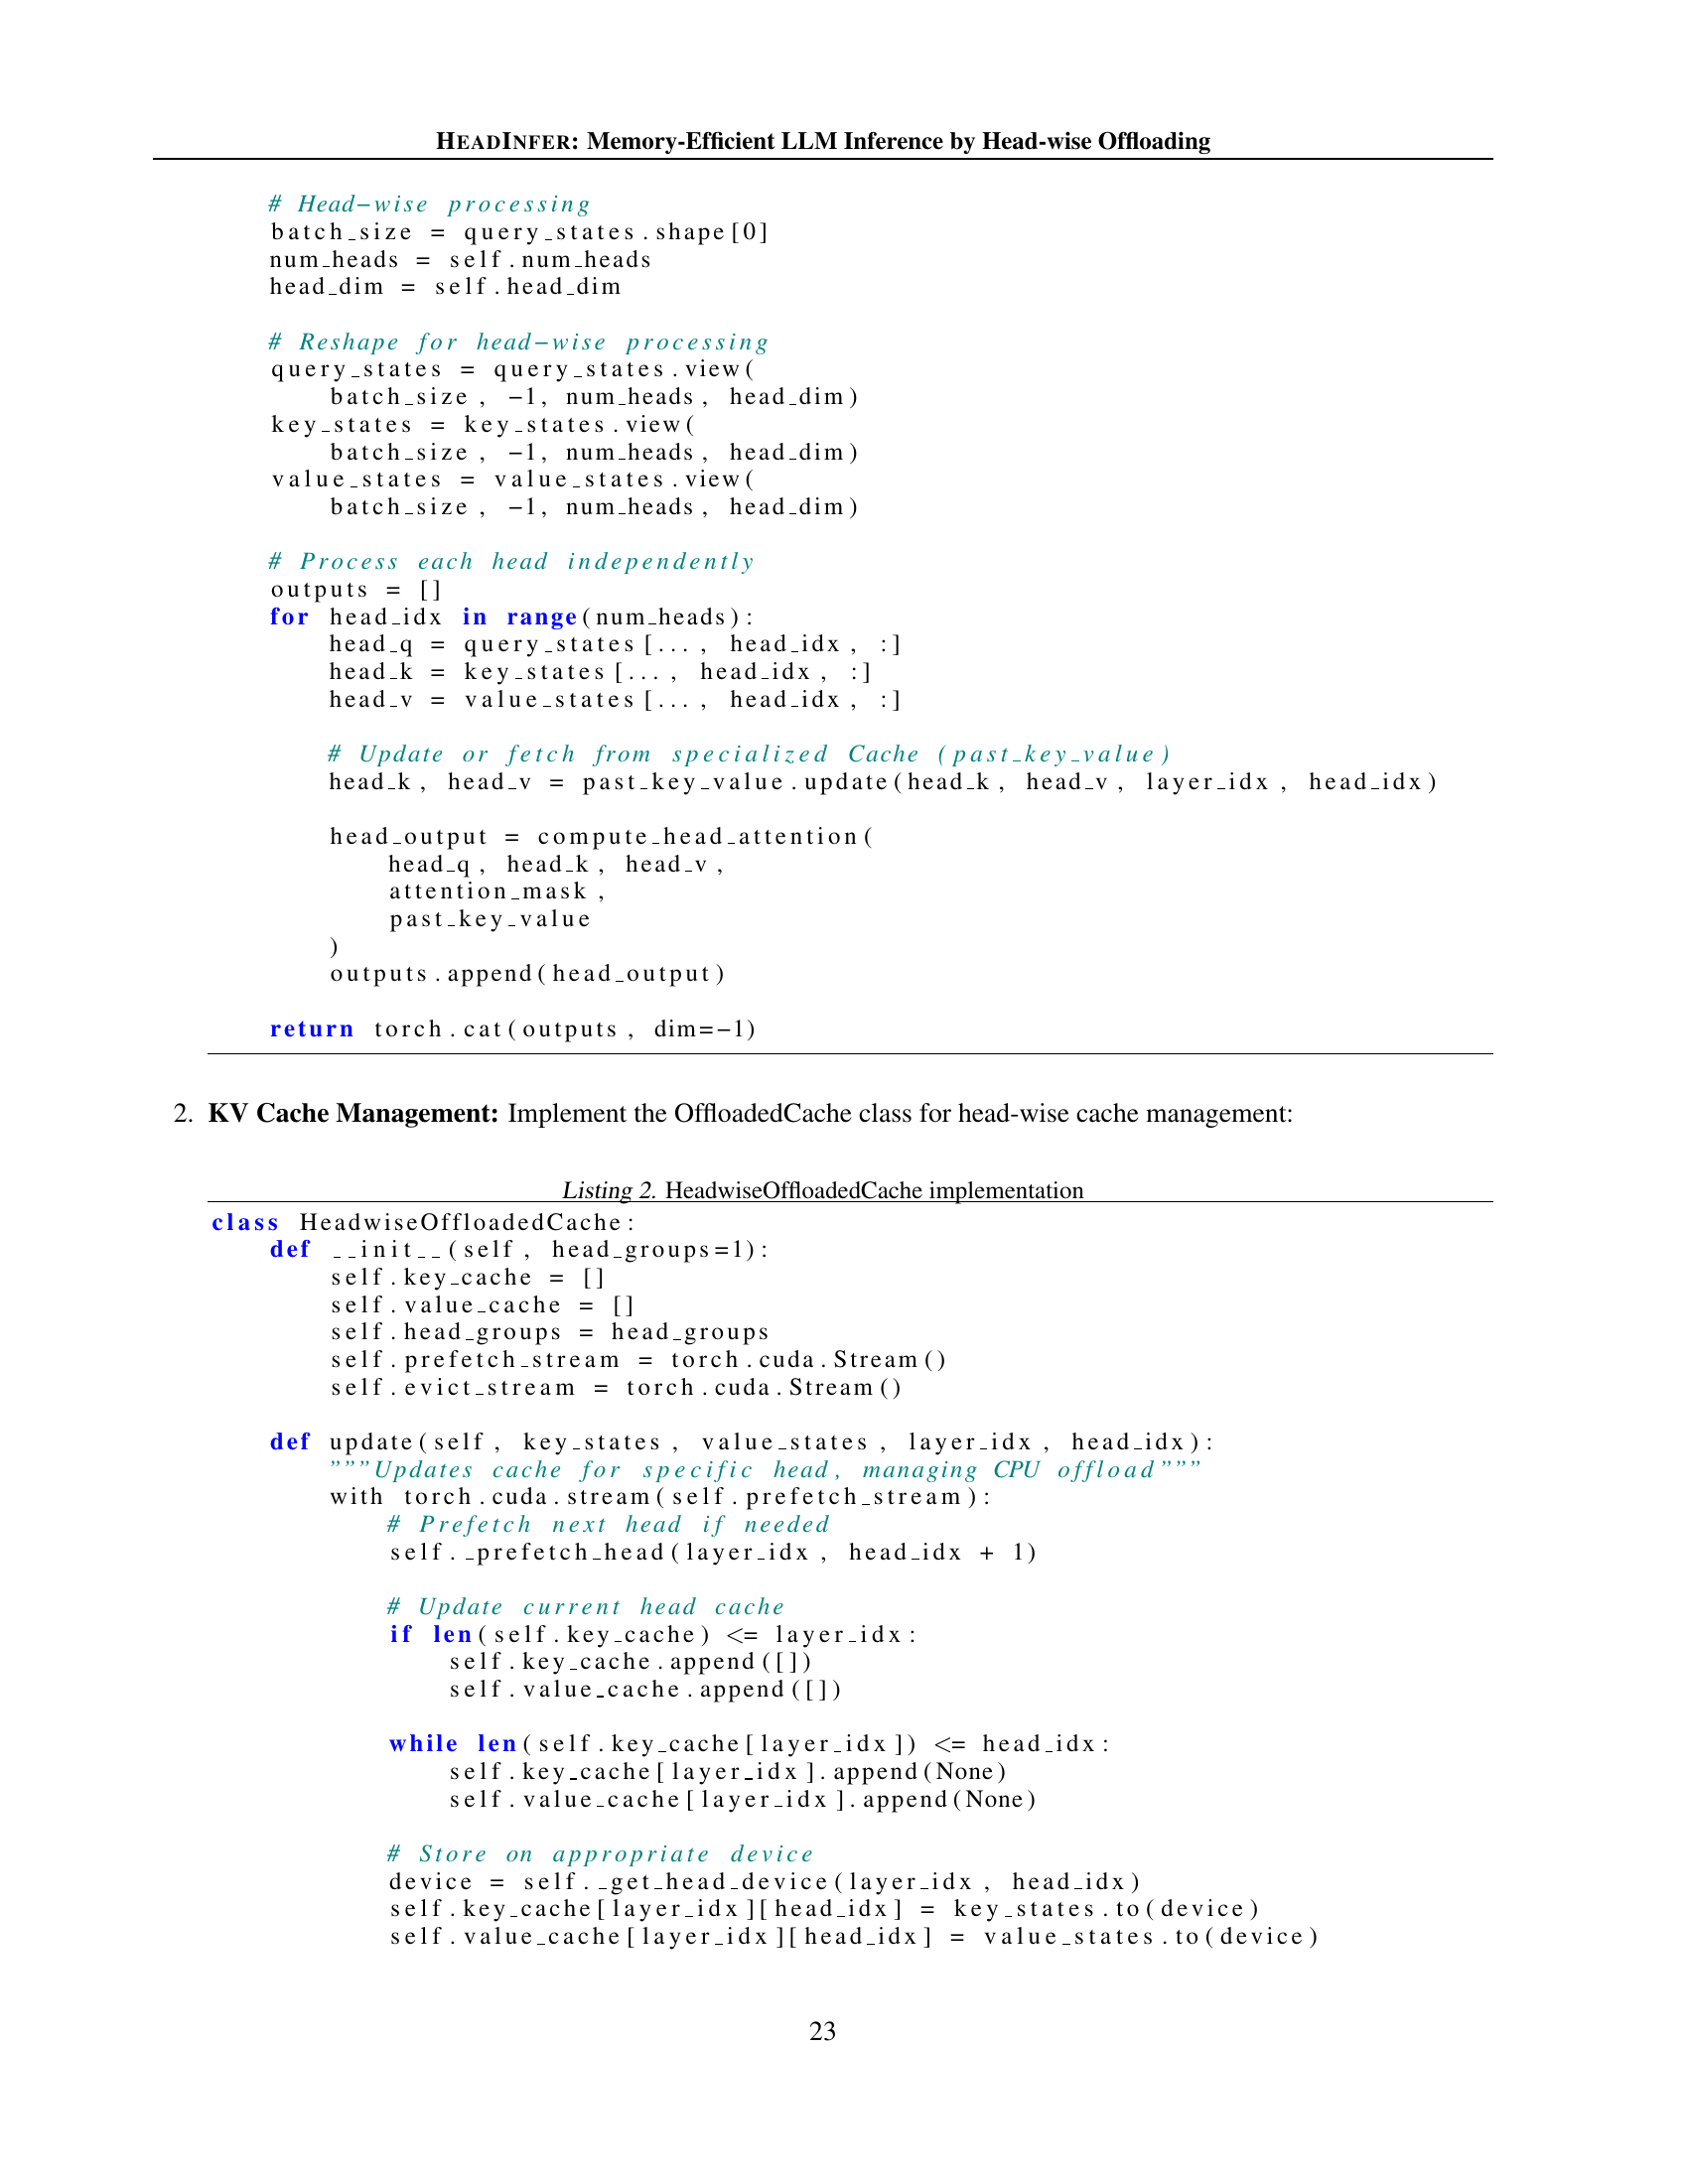 HEADINFER: Memory-Efficient LLM Inference by Head-wise Offloading
# Head-wise processing
batch_size = query_states.shape[0]
num_heads = self.num_heads
head_dim = self.head_dim
# Reshape for head-wise processing
query_states = query_states.view(
batch_size, -1, num_heads, head_dim)
key_states = key_states.view(
batch_size, -1, num_heads, head_dim)
value_states = value_states.view(
batch_size, -1, num_heads, head_dim)
# Process each head independently
outputs = []
for head_idx in range(num_heads):
head_q = query_states[..., head_idx, :]
head_k = key_states[..., head_idx, :]
head_v = value_states[..., head_idx, :]
# Update or fetch from specialized Cache (past_key_value)
head_k, head_v = past_key_value.update(head_k, head_v, layer_idx, head_idx)
head_output = compute_head_attention(
head_q, head_k, head_v,
attention_mask,
past_key_value
)
outputs.append(head_output)
return torch.cat(outputs, dim=-1)
2. KV Cache Management: Implement the OffloadedCache class for head-wise cache management:
Listing 2. HeadwiseOffloadedCache implementation
class HeadwiseOffloadedCache:
def __init__(self, head_groups=1):
self.key_cache = []
self.value_cache = []
self.head_groups = head_groups
self.prefetch_stream = torch.cuda.Stream()
self.evict_stream = torch.cuda.Stream()
def update(self, key_states, value_states, layer_idx, head_idx):
”””Updates cache for specific head, managing CPU offload”””
with torch.cuda.stream(self.prefetch_stream):
# Prefetch next head if needed
self._prefetch_head(layer_idx, head_idx + 1)
# Update current head cache
if len(self.key_cache) <= layer_idx:
self.key_cache.append([])
self.value_cache.append([])
while len(self.key_cache[layer_idx]) <= head_idx:
self.key_cache[layer_idx].append(None)
self.value_cache[layer_idx].append(None)
# Store on appropriate device
device = self._get_head_device(layer_idx, head_idx)
self.key_cache[layer_idx][head_idx] = key_states.to(device)
self.value_cache[layer_idx][head_idx] = value_states.to(device)
23